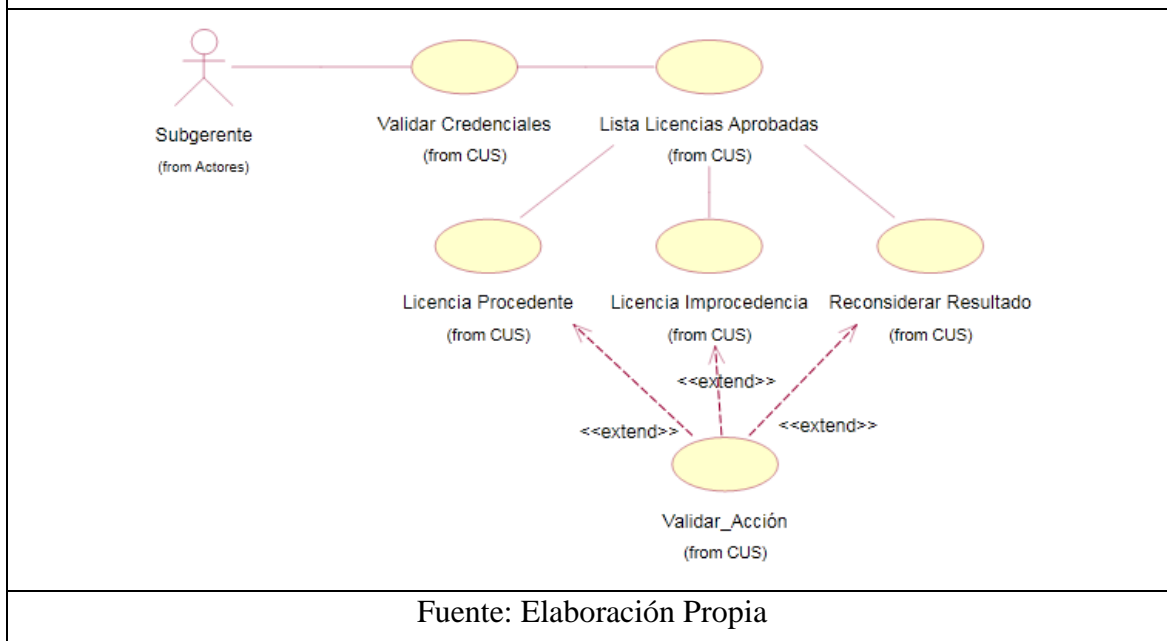 Subgerente
(from Actores)
Validar Credenciales
(from CUS)
Lista Licencias Aprobadas
(from CUS)
Licencia Procedente
(from CUS)
Licencia Improcedencia
(from CUS)
Reconsiderar Resultado
(from CUS)
<<extend>>
<<extend>>
<<extend>>
Validar_Acción
(from CUS)
Fuente: Elaboración Propia